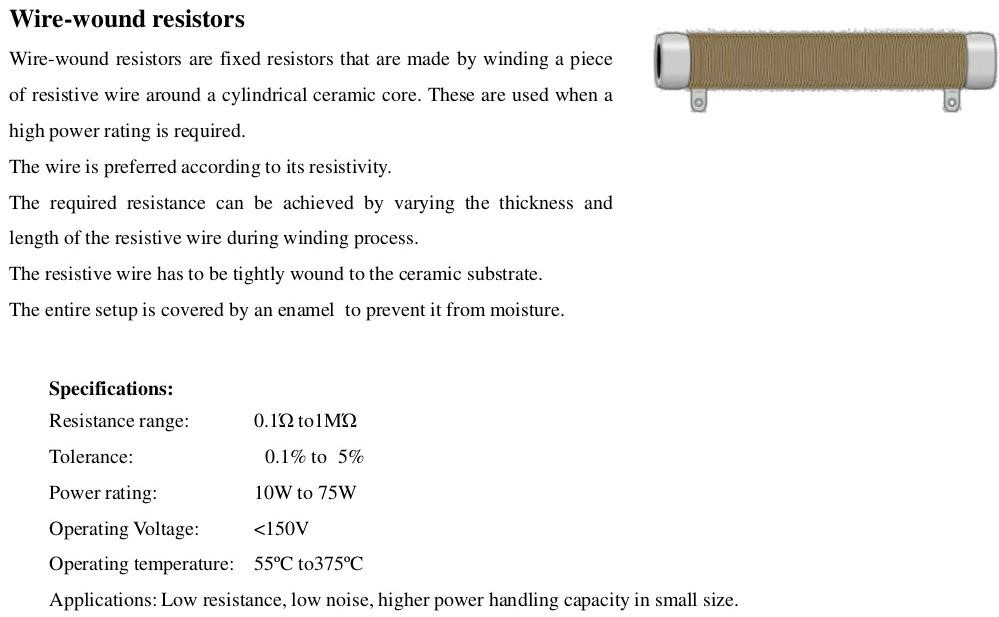 Wire-wound resistors
Wire-wound resistors are fixed resistors that are made by winding a piece
of resistive wire around a cylindrical ceramic core. These are used when a
high power rating is required.
The wire is preferred according to its resistivity.
The required resistance can be achieved by varying the thickness and
length of the resistive wire during winding process.
The resistive wire has to be tightly wound to the ceramic substrate.
The entire setup is covered by an enamel to prevent it from moisture.
Specifications:
Resistance range: 0.1Ώ to1MΏ
Tolerance: 0.1% to 5%
Power rating: 10W to 75W
Operating Voltage: <150V
Operating temperature: 55ºC to375ºC
Applications: Low resistance, low noise, higher power handling capacity in small size.